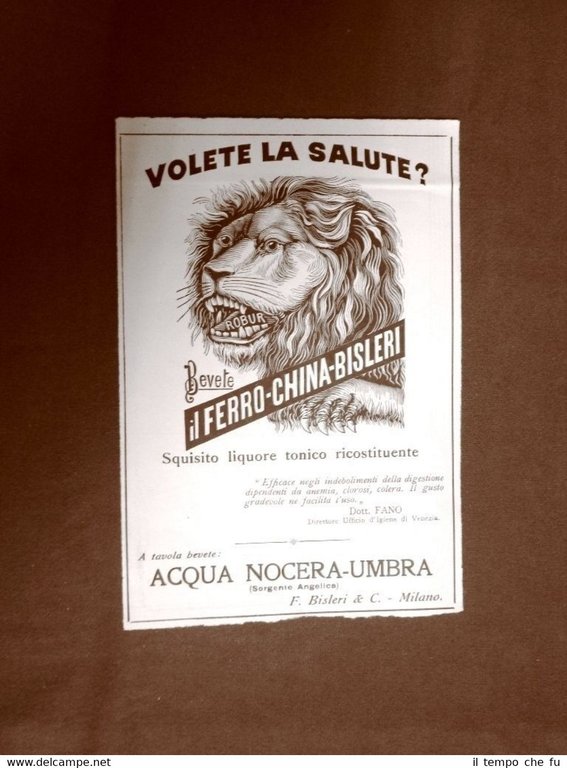 VOLETE LA SALUTE?
ROBUR
Bevete
il FERRO-CHINA-BISLERI
Squisito liquore tonico ricostituente
" Efficace negli indebolimenti della digestione
dipendenti da anemia, clorosi, colera. Il gusto
gradevole ne facilita l'uso. „
Dott. FANO
Direttore Ufficio d'Igiene di Venezia.
A tavola bevete:
ACQUA NOCERA-UMBRA
(Sorgente Angelica)
F. Bisleri & C. - Milano.
www.delcampe.net
il tempo che fu